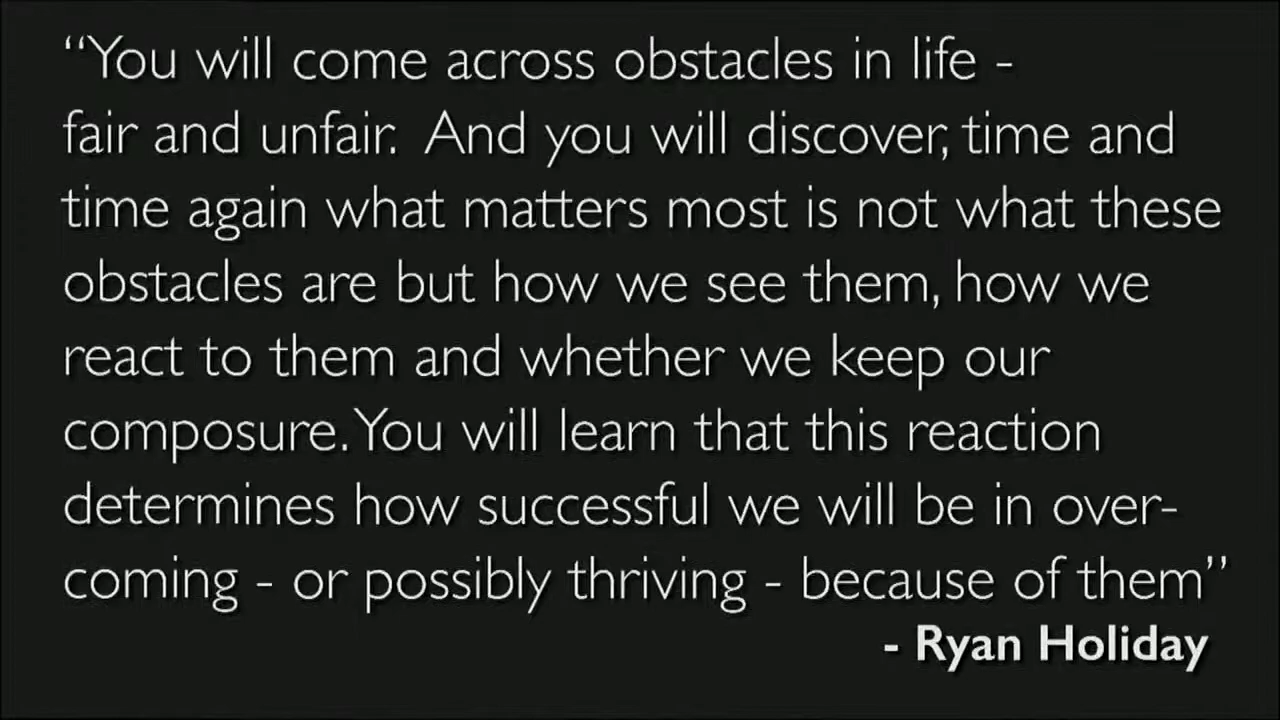 “You will come across obstacles in life -
fair and unfair. And you will discover, time and
time again what matters most is not what these
obstacles are but how we see them, how we
react to them and whether we keep our
composure. You will learn that this reaction
determines how successful we will be in over-
coming - or possibly thriving - because of them”
- Ryan Holiday